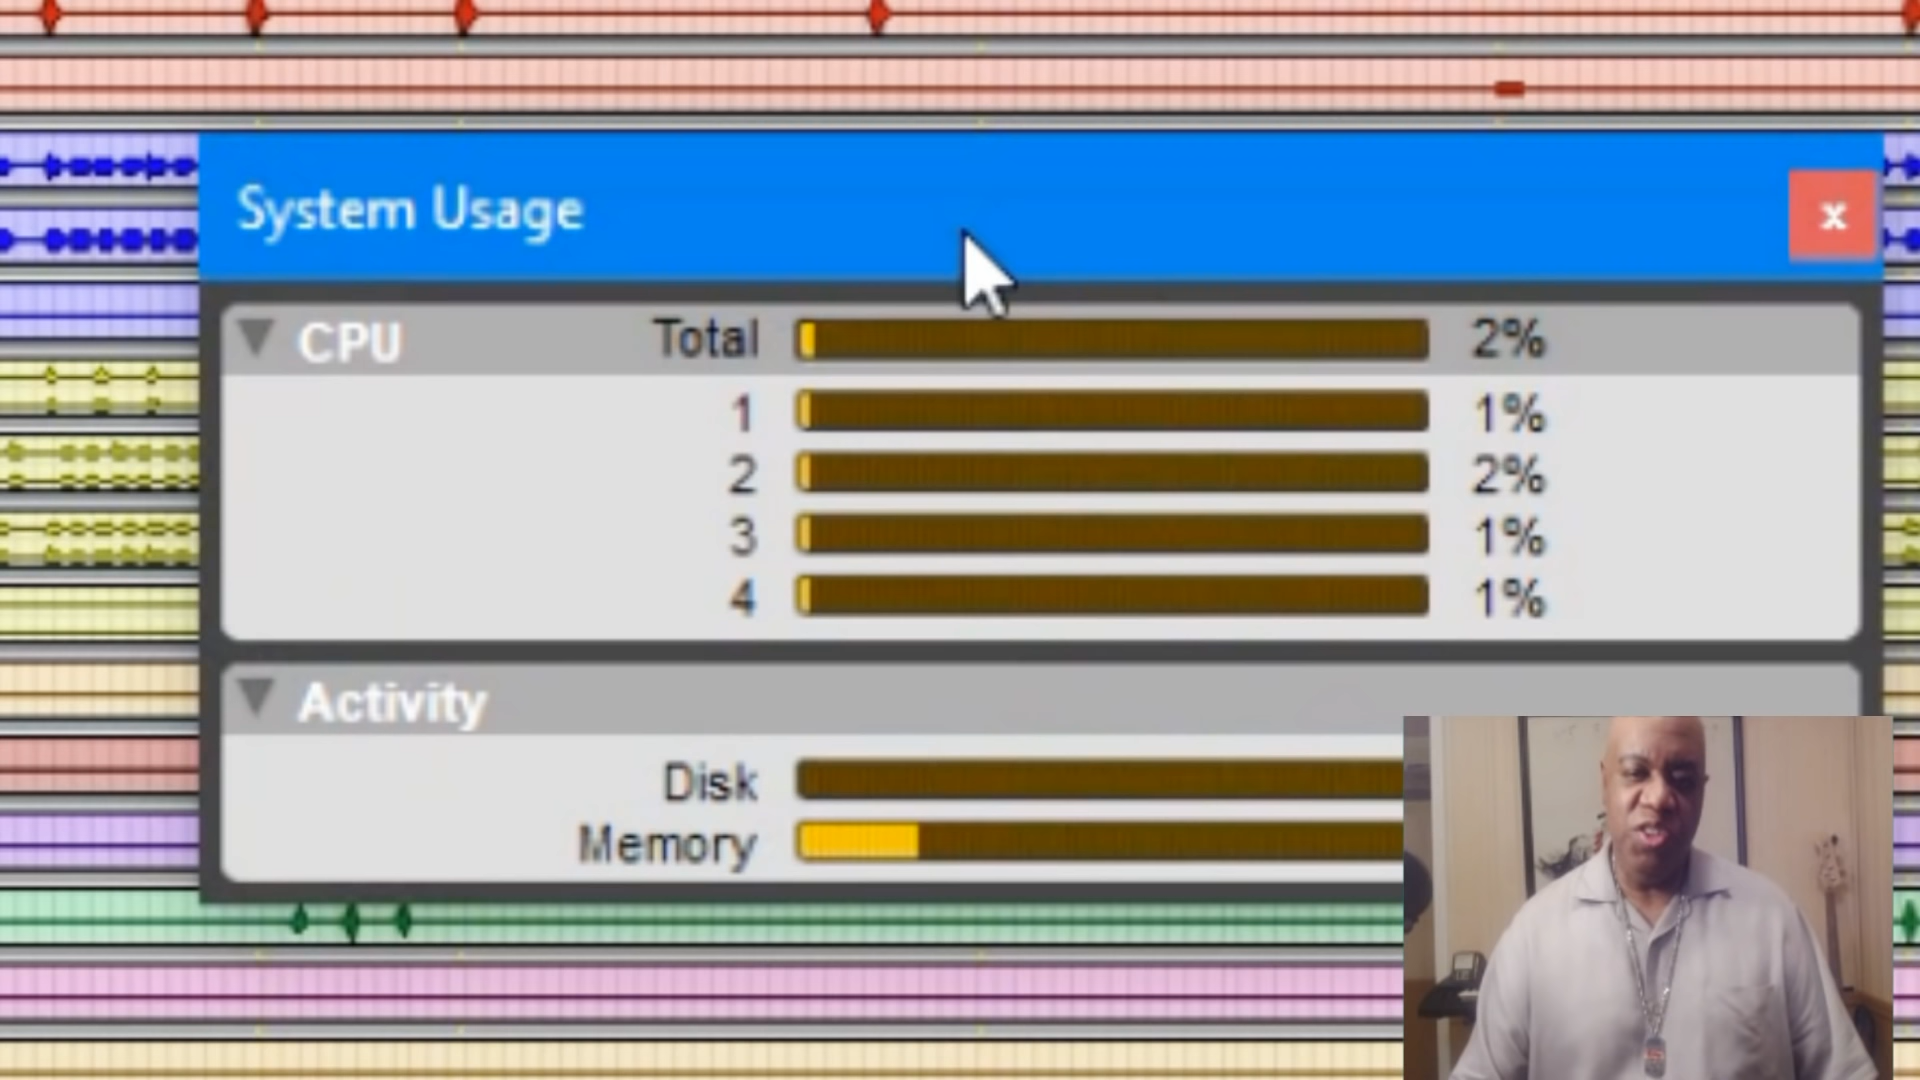 System Usage
x
CPU Total 2%
1 1%
2 2%
3 1%
4 1%
Activity
Disk
Memory